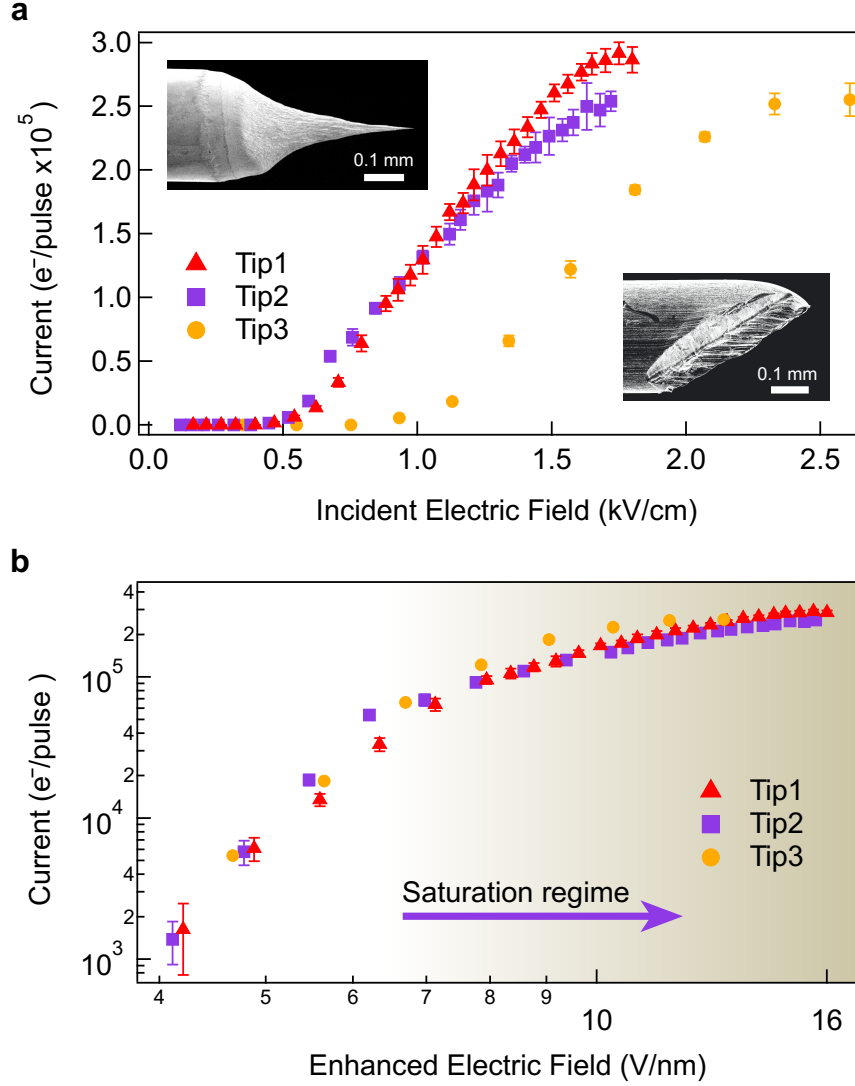 a
3.0
2.5
2.0
1.5
1.0
0.5
0.0
Current (e⁻/pulse x10⁵)
0.1 mm
Tip1
Tip2
Tip3
0.1 mm
0.0 0.5 1.0 1.5 2.0 2.5
Incident Electric Field (kV/cm)
b
4
2
10⁵
4
2
10⁴
4
2
10³
Current (e⁻/pulse )
Tip1
Tip2
Tip3
Saturation regime
4 5 6 7 8 9 10 16
Enhanced Electric Field (V/nm)